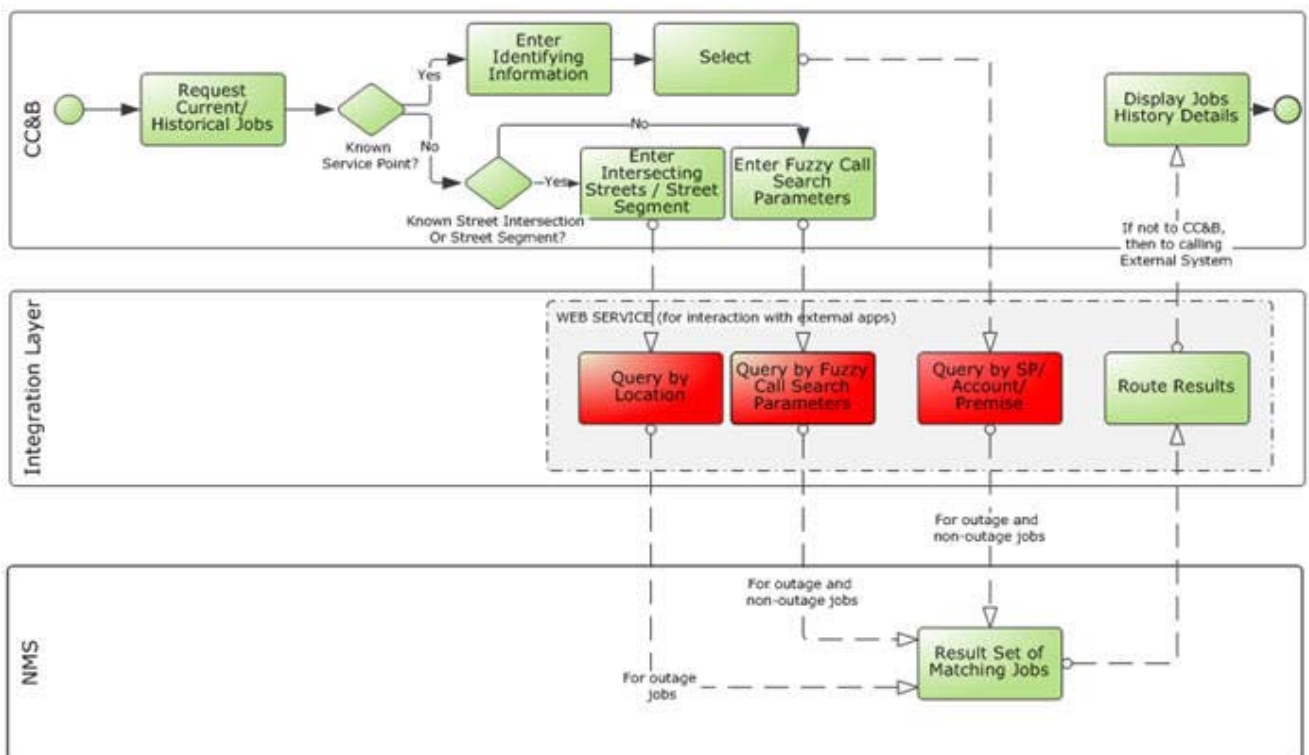 CC&B
Request
Current/
Historical Jobs
Known
Service Point?
Yes
No
Enter
Identifying
Information
Select
Known Street Intersection
Or Street Segment?
Yes
No
Enter
Intersecting
Streets / Street
Segment
Enter Fuzzy Call
Search
Parameters
Display Jobs
History Details
If not to CC&B,
then to calling
External System
Integration Layer
WEB SERVICE (for interaction with external apps)
Query by
Location
Query by Fuzzy
Call Search
Parameters
Query by SP/
Account/
Premise
Route Results
For outage and
non-outage jobs
For outage and
non-outage jobs
For outage
jobs
NMS
Result Set of
Matching Jobs